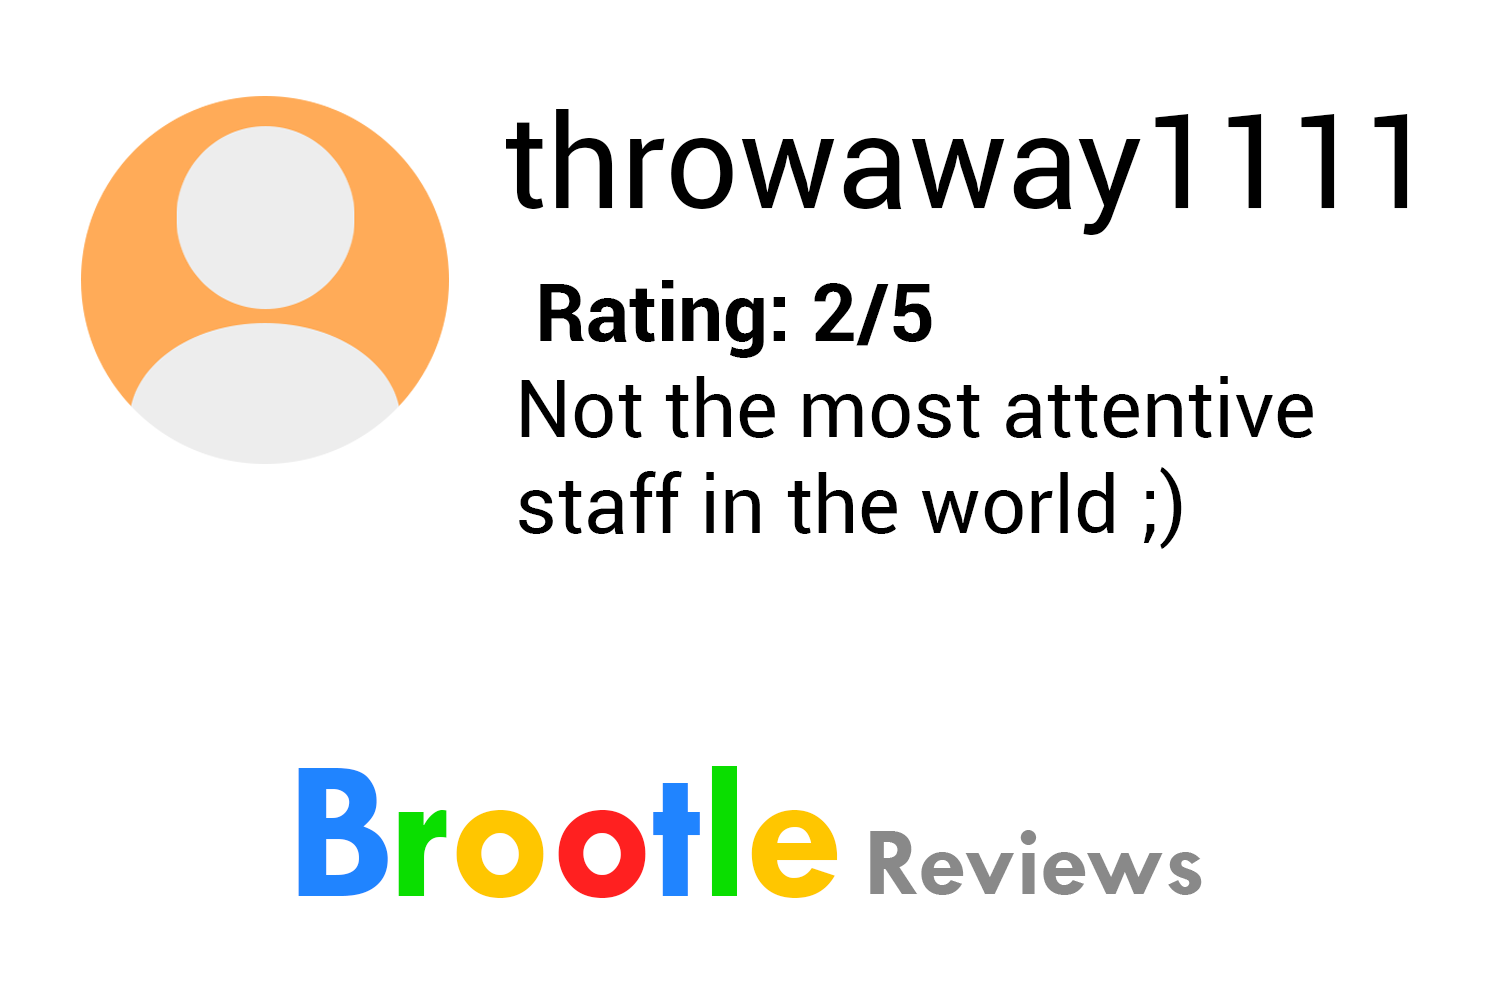 throwaway1111
Rating: 2/5
Not the most attentive
staff in the world ;)
Brootle Reviews